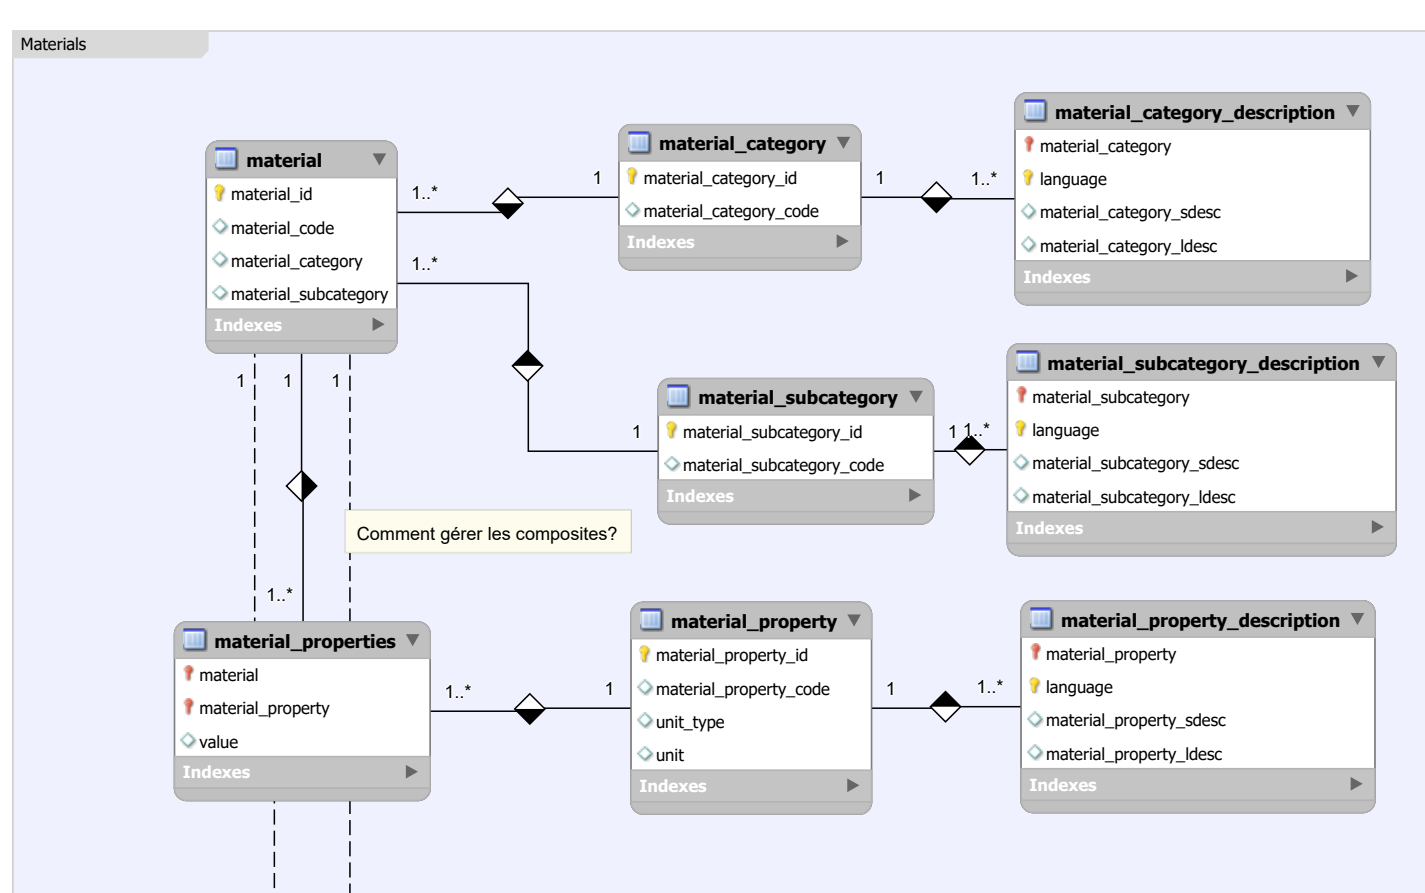 Materials
material
material_id
material_code
material_category
material_subcategory
Indexes
1..*
1
material_category
material_category_id
material_category_code
Indexes
1
1..*
material_category_description
material_category
language
material_category_sdesc
material_category_ldesc
Indexes
1..*
1
material_subcategory
material_subcategory_id
material_subcategory_code
Indexes
1
1..*
material_subcategory_description
material_subcategory
language
material_subcategory_sdesc
material_subcategory_ldesc
Indexes
1
1
1
Comment gérer les composites?
1..*
material_properties
material
material_property
value
Indexes
1..*
1
material_property
material_property_id
material_property_code
unit_type
unit
Indexes
1
1..*
material_property_description
material_property
language
material_property_sdesc
material_property_ldesc
Indexes